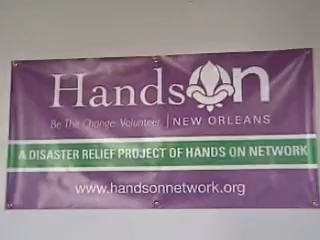 HandsOn
Be The Change. Volunteer. | NEW ORLEANS
A DISASTER RELIEF PROJECT OF HANDS ON NETWORK
www.handsonnetwork.org